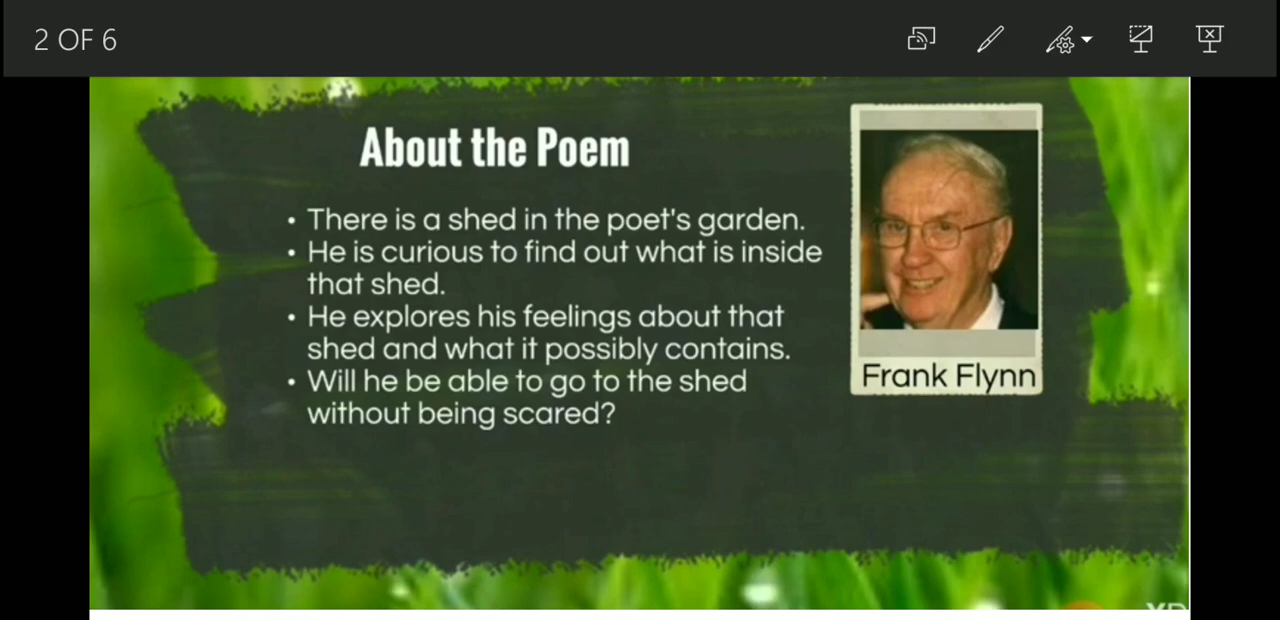 2 OF 6
About the Poem
• There is a shed in the poet's garden.
• He is curious to find out what is inside
that shed.
• He explores his feelings about that
shed and what it possibly contains.
• Will he be able to go to the shed
without being scared?
Frank Flynn